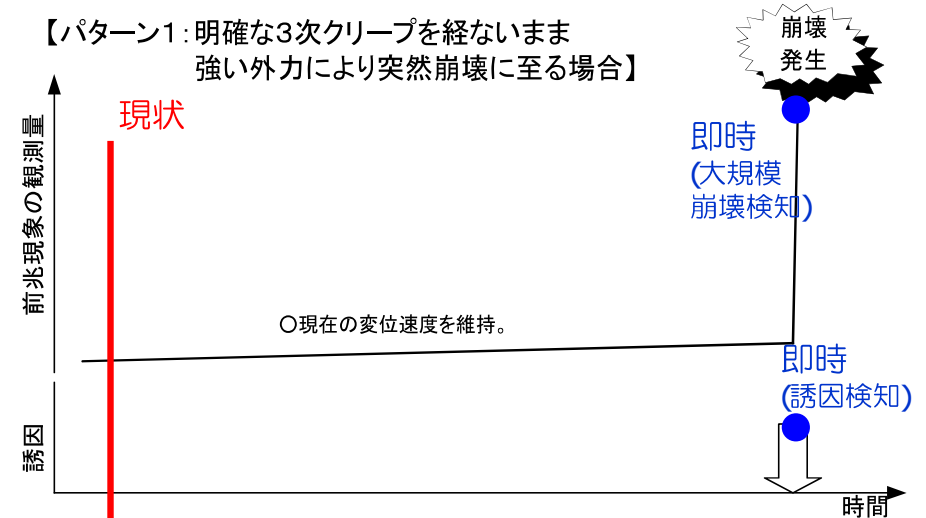 【パターン１：明確な３次クリープを経ないまま
強い外力により突然崩壊に至る場合】
崩壊
発生
現状
即時
(大規模
崩壊検知)
前兆現象の観測量
〇現在の変位速度を維持。
即時
(誘因検知)
誘因
時間